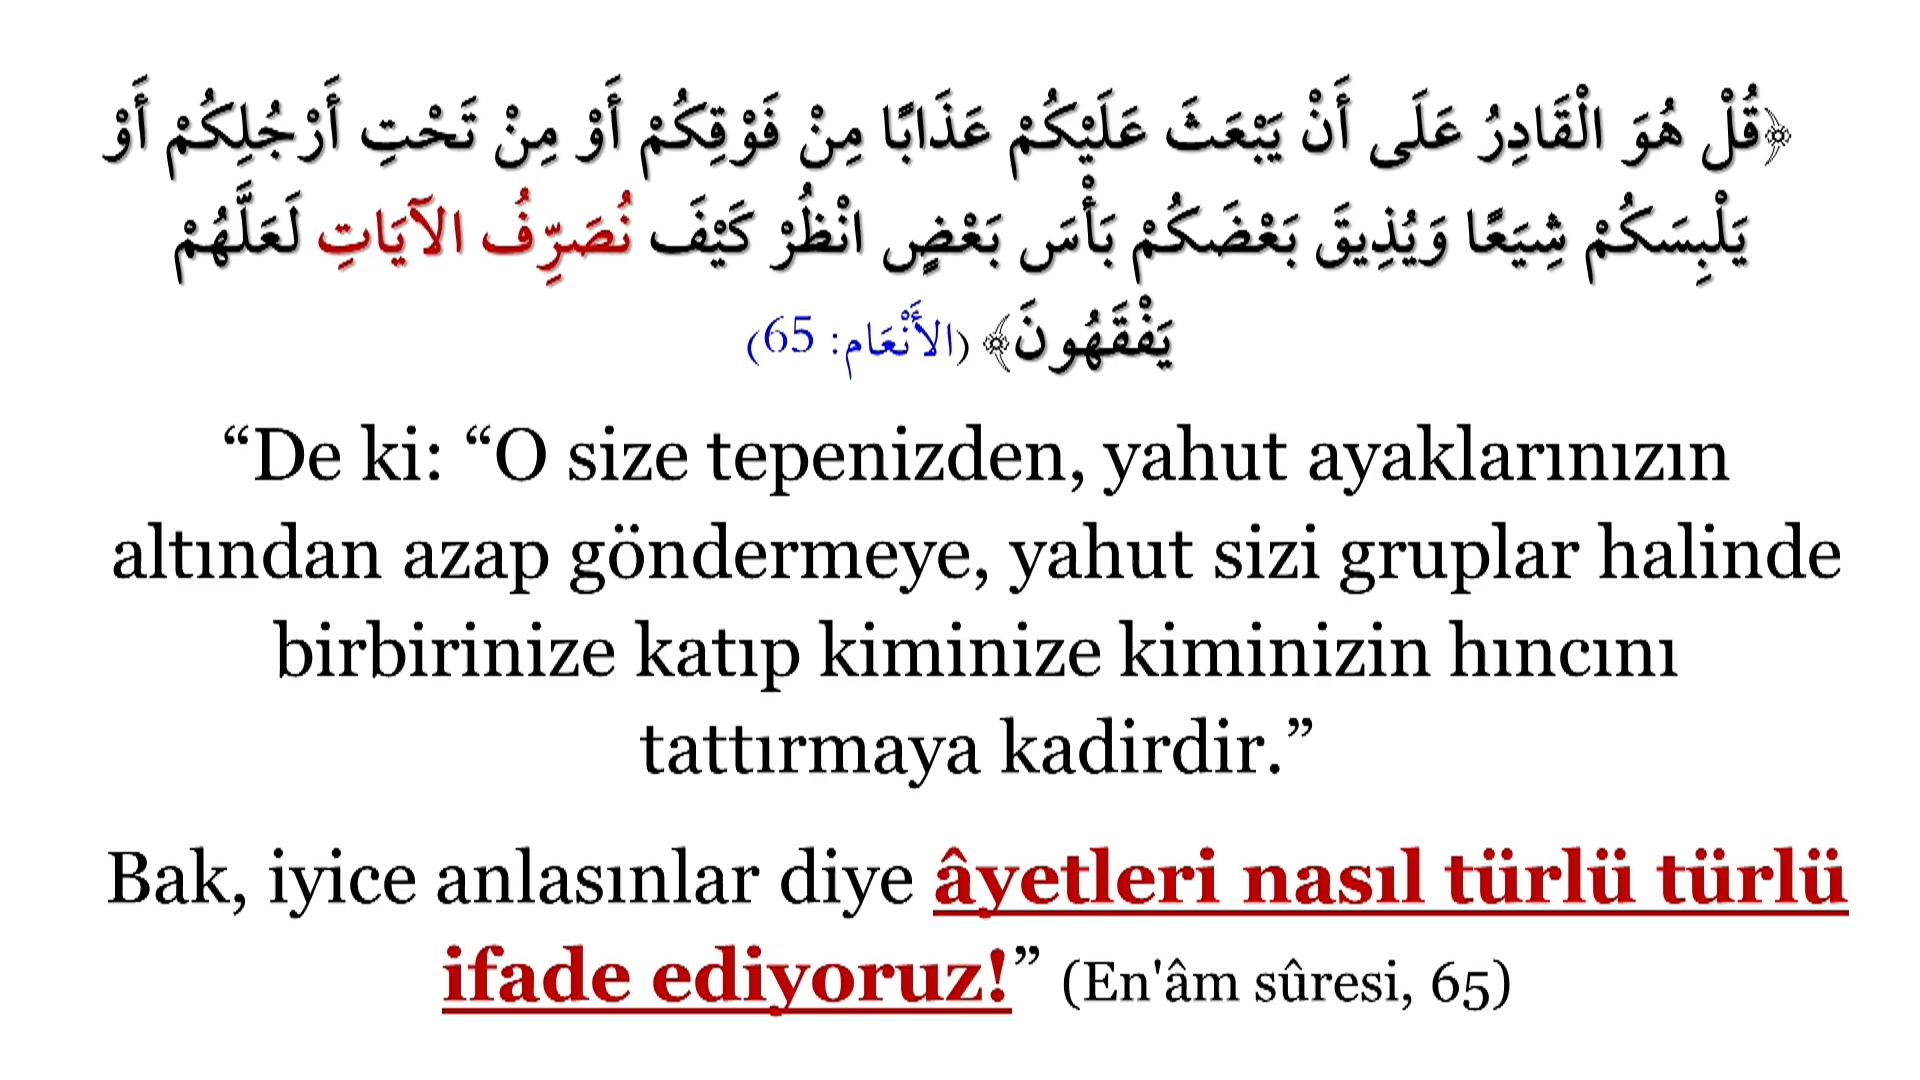 ﴿قُلْ هُوَ الْقَادِرُ عَلَى أَنْ يَبْعَثَ عَلَيْكُمْ عَذَابًا مِنْ فَوْقِكُمْ أَوْ مِنْ تَحْتِ أَرْجُلِكُمْ أَوْ
يَلْبِسَكُمْ شِيَعًا وَيُذِيقَ بَعْضَكُمْ بَأْسَ بَعْضٍ انْظُرْ كَيْفَ نُصَرِّفُ الآيَاتِ لَعَلَّهُمْ
يَفْقَهُونَ﴾ (الأَنْعَام: 65)
“De ki: “O size tepenizden, yahut ayaklarınızın
altından azap göndermeye, yahut sizi gruplar halinde
birbirinize katıp kiminize kiminizin hıncını
tattırmaya kadirdir.”
Bak, iyice anlasınlar diye âyetleri nasıl türlü türlü
ifade ediyoruz!” (En'âm sûresi, 65)